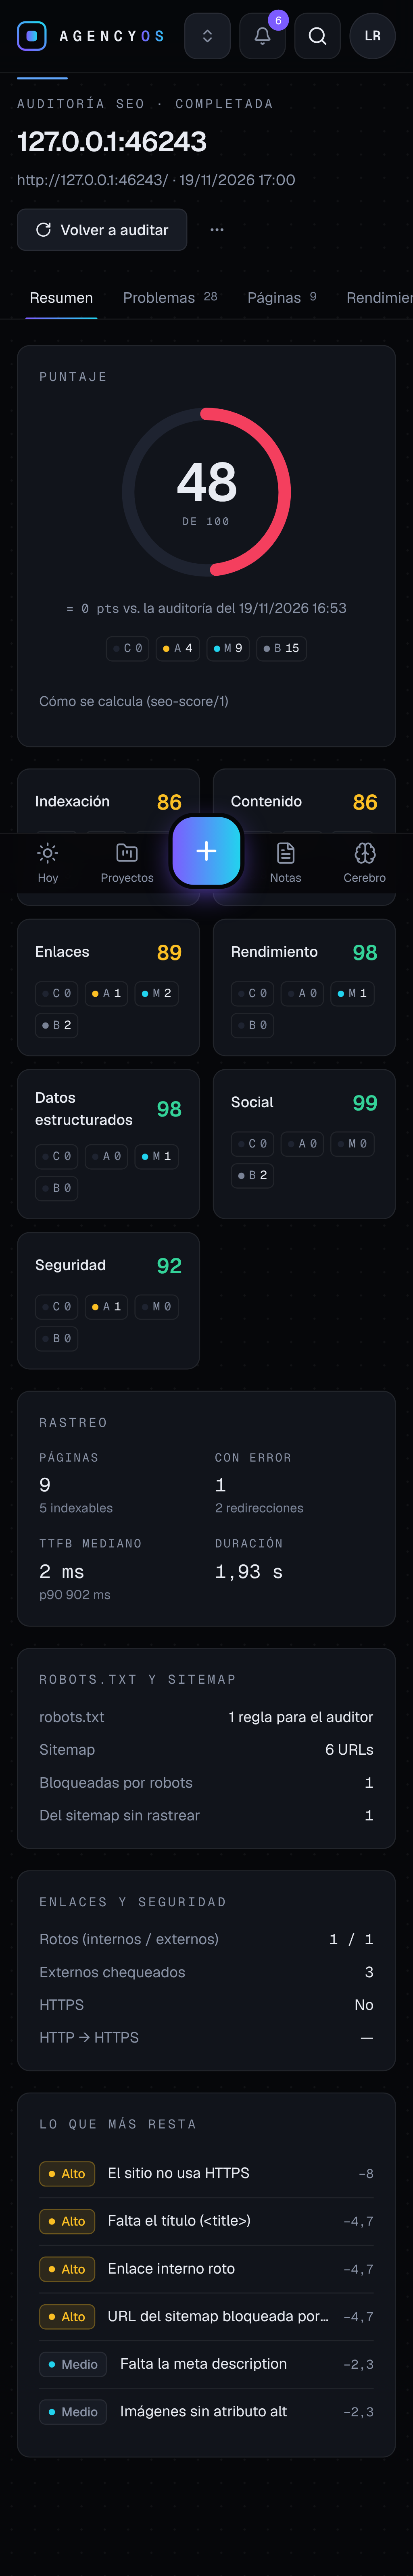 AGENCYOS
6
LR
AUDITORÍA SEO · COMPLETADA
127.0.0.1:46243
http://127.0.0.1:46243/ · 19/11/2026 17:00
Volver a auditar
Resumen Problemas 28 Páginas 9 Rendimier
PUNTAJE
48
DE 100
= 0 pts vs. la auditoría del 19/11/2026 16:53
C 0 A 4 M 9 B 15
Cómo se calcula (seo-score/1)
Indexación 86 Contenido 86
Hoy Proyectos Notas Cerebro
Enlaces 89
C 0 A 1 M 2
B 2
Rendimiento 98
C 0 A 0 M 1
B 0
Datos
estructurados 98
C 0 A 0 M 1
B 0
Social 99
C 0 A 0 M 0
B 2
Seguridad 92
C 0 A 1 M 0
B 0
RASTREO
PÁGINAS
9
5 indexables
CON ERROR
1
2 redirecciones
TTFB MEDIANO
2 ms
p90 902 ms
DURACIÓN
1,93 s
ROBOTS.TXT Y SITEMAP
robots.txt 1 regla para el auditor
Sitemap 6 URLs
Bloqueadas por robots 1
Del sitemap sin rastrear 1
ENLACES Y SEGURIDAD
Rotos (internos / externos) 1 / 1
Externos chequeados 3
HTTPS No
HTTP → HTTPS —
LO QUE MÁS RESTA
Alto El sitio no usa HTTPS −8
Alto Falta el título (<title>) −4,7
Alto Enlace interno roto −4,7
Alto URL del sitemap bloqueada por… −4,7
Medio Falta la meta description −2,3
Medio Imágenes sin atributo alt −2,3